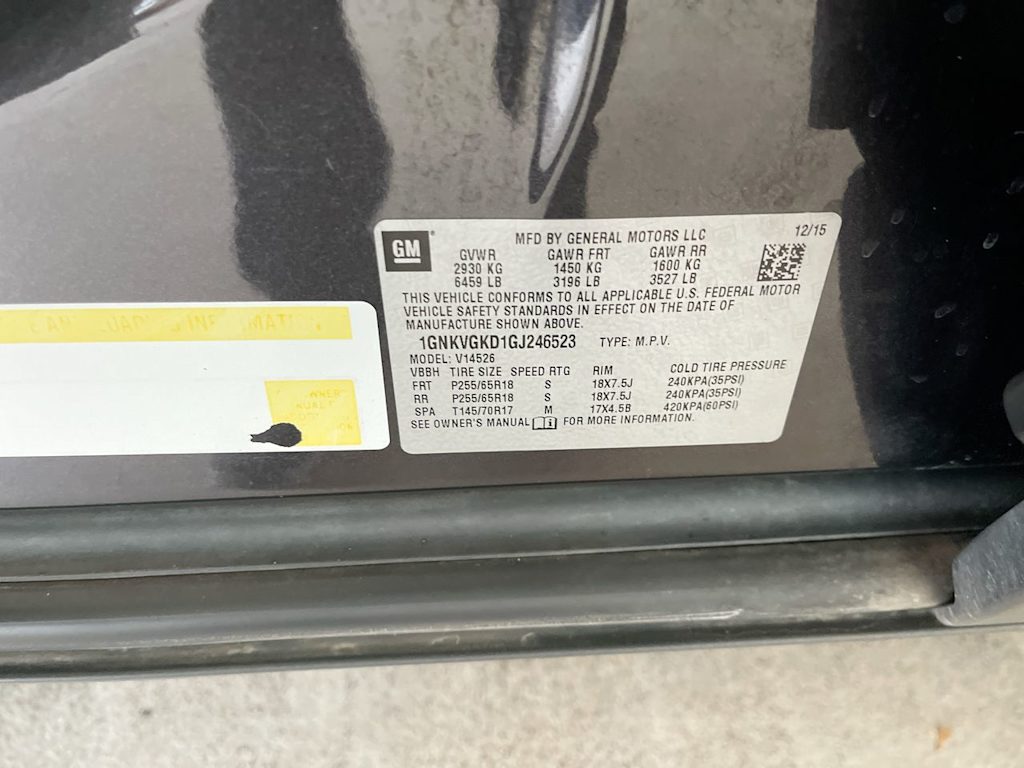 GM
MFD BY GENERAL MOTORS LLC 12/15
GVWR GAWR FRT GAWR RR
2930 KG 1450 KG 1600 KG
6459 LB 3196 LB 3527 LB
THIS VEHICLE CONFORMS TO ALL APPLICABLE U.S. FEDERAL MOTOR
VEHICLE SAFETY STANDARDS IN EFFECT ON THE DATE OF
MANUFACTURE SHOWN ABOVE.
1GNKVGKD1GJ246523 TYPE: M.P.V.
MODEL: V14526
VBBH TIRE SIZE SPEED RTG RIM COLD TIRE PRESSURE
FRT P255/65R18 S 18X7.5J 240KPA(35PSI)
RR P255/65R18 S 18X7.5J 240KPA(35PSI)
SPA T145/70R17 M 17X4.5B 420KPA(60PSI)
SEE OWNER'S MANUAL FOR MORE INFORMATION.